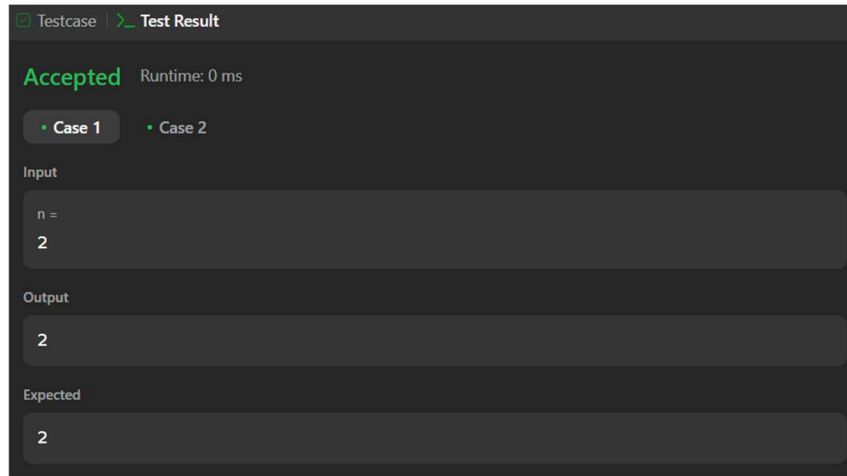 Testcase | >_ Test Result
Accepted Runtime: 0 ms
• Case 1 • Case 2
Input
n =
2
Output
2
Expected
2